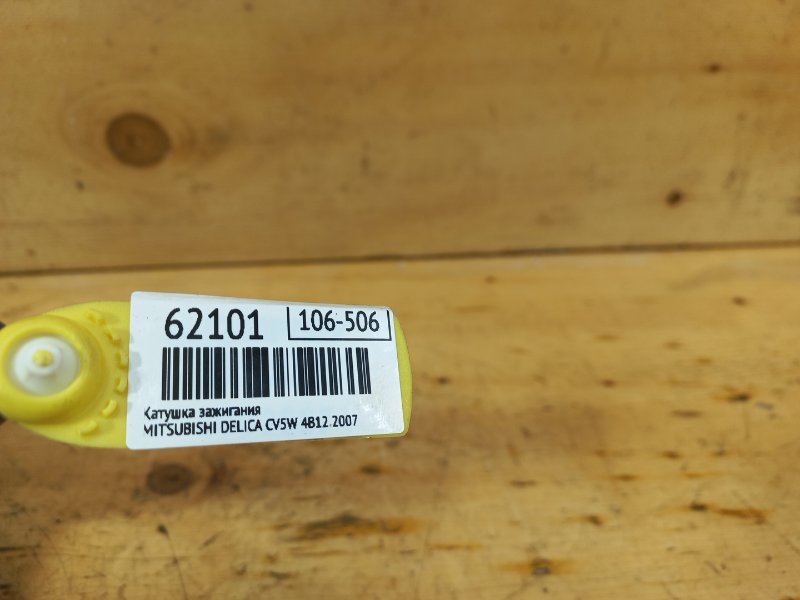 62101 106-506
Катушка зажигания
MITSUBISHI DELICA CV5W 4B12 2007